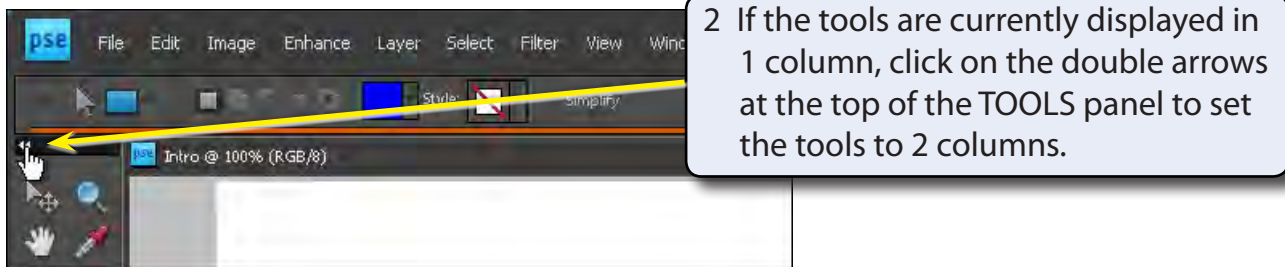 pse File Edit Image Enhance Layer Select Filter View
Style: Simplify
pse Intro @ 100% (RGB/8)
2 If the tools are currently displayed in
1 column, click on the double arrows
at the top of the TOOLS panel to set
the tools to 2 columns.